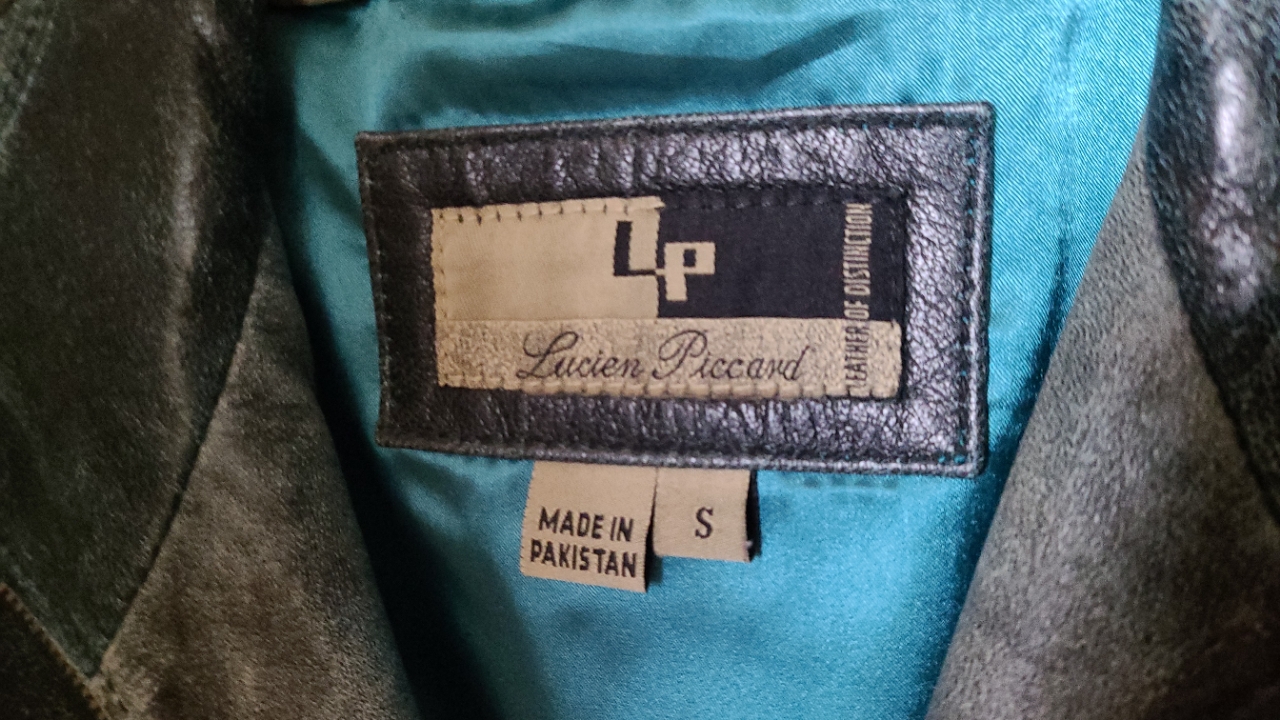 LP
Lucien Piccard
LEATHER OF DISTINCTION
MADE IN
PAKISTAN
S